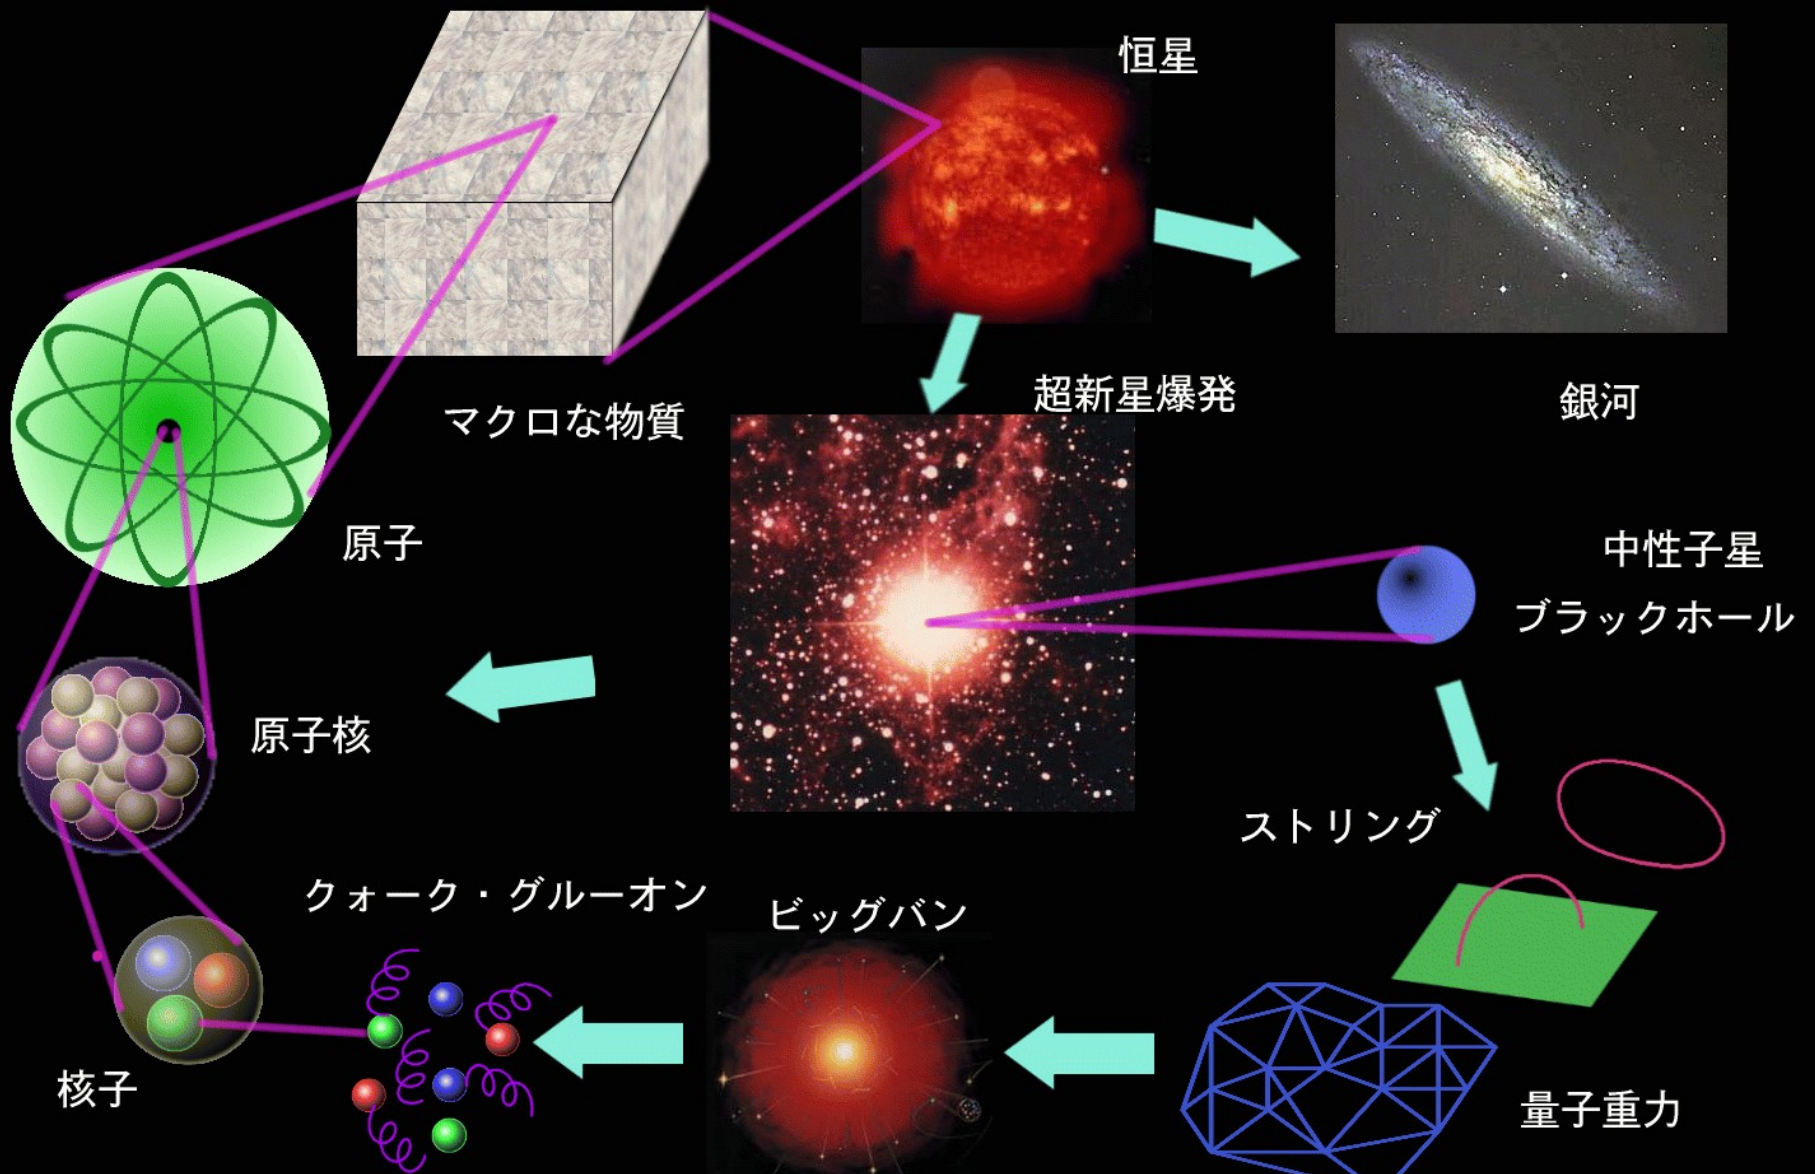 恒星
超新星爆発
銀河
マクロな物質
原子
中性子星
ブラックホール
原子核
ストリング
クォーク・グルーオン
ビッグバン
核子
量子重力